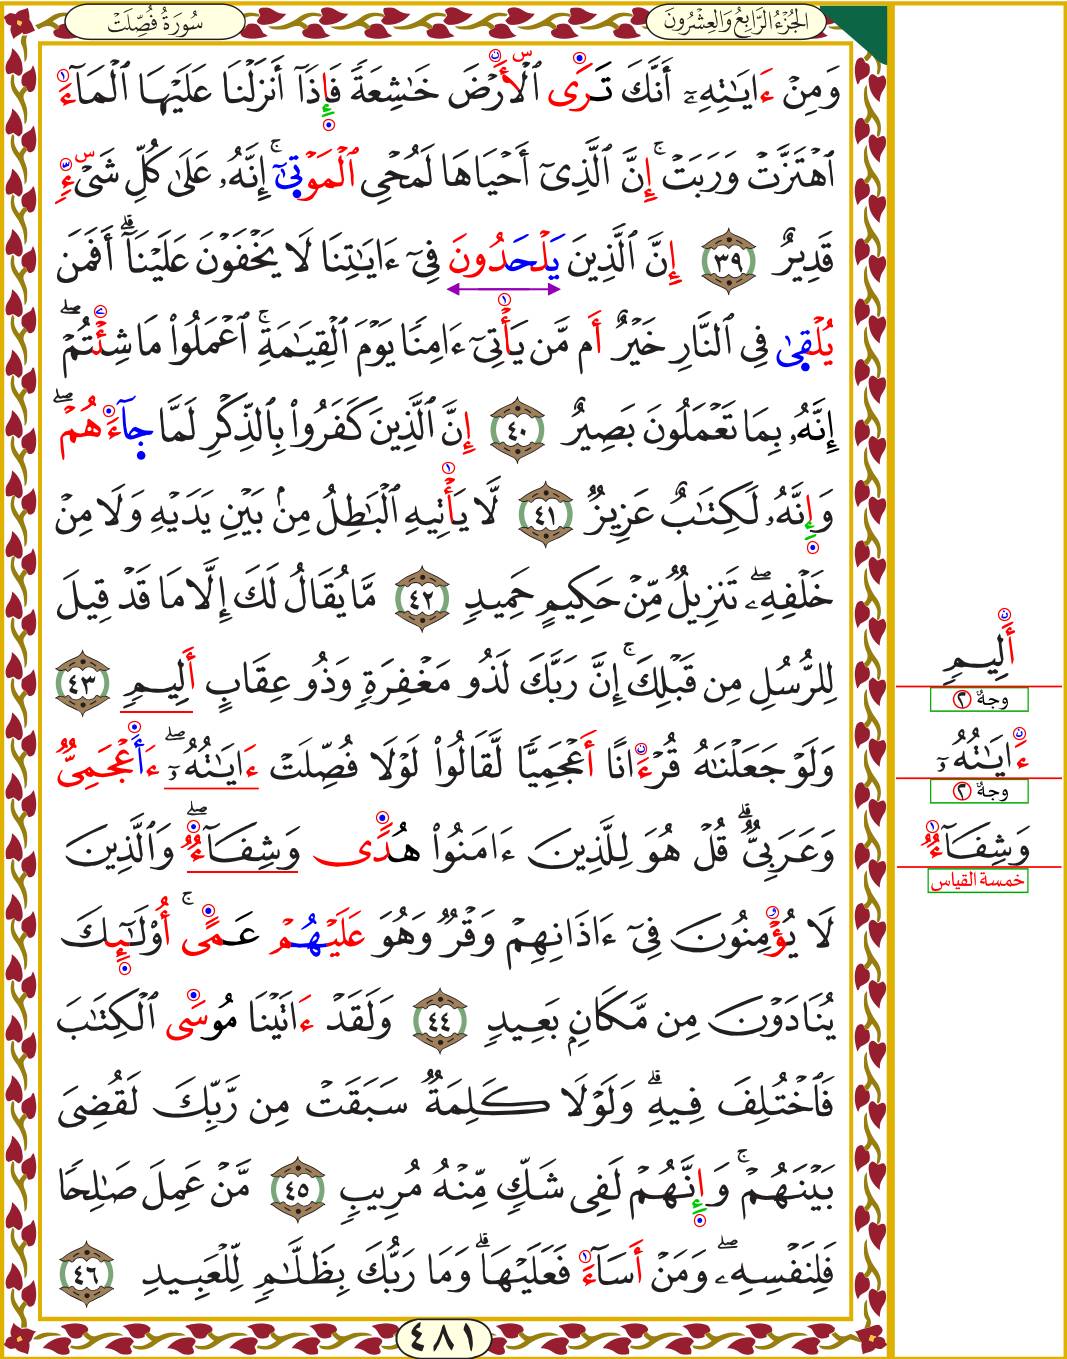 سُورَةُ فُصِّلَتْ
الجُزْءُ الرَّابِعُ وَالعِشْرُونَ
وَمِنْ ءَايَـٰتِهِۦٓ أَنَّكَ تَرَى ٱلْأَرْضَ خَـٰشِعَةً فَإِذَآ أَنزَلْنَا عَلَيْهَا ٱلْمَآءَ
ٱهْتَزَّتْ وَرَبَتْ ۚ إِنَّ ٱلَّذِىٓ أَحْيَاهَا لَمُحْىِ ٱلْمَوْتَىٰٓ ۚ إِنَّهُۥ عَلَىٰ كُلِّ شَىْءٍ
قَدِيرٌ ٣٩ إِنَّ ٱلَّذِينَ يَلْحَدُونَ فِىٓ ءَايَـٰتِنَا لَا يَخْفَوْنَ عَلَيْنَآ ۗ أَفَمَن
يُلْقَىٰ فِى ٱلنَّارِ خَيْرٌ أَم مَّن يَأْتِىٓ ءَامِنًا يَوْمَ ٱلْقِيَـٰمَةِ ۚ ٱعْمَلُوا۟ مَا شِئْتُمْ ۖ
إِنَّهُۥ بِمَا تَعْمَلُونَ بَصِيرٌ ٤٠ إِنَّ ٱلَّذِينَ كَفَرُوا۟ بِٱلذِّكْرِ لَمَّا جَآءَهُمْ ۖ
وَإِنَّهُۥ لَكِتَـٰبٌ عَزِيزٌ ٤١ لَّا يَأْتِيهِ ٱلْبَـٰطِلُ مِنۢ بَيْنِ يَدَيْهِ وَلَا مِنْ
خَلْفِهِۦ ۖ تَنزِيلٌ مِّنْ حَكِيمٍ حَمِيدٍ ٤٢ مَّا يُقَالُ لَكَ إِلَّا مَا قَدْ قِيلَ
لِلرُّسُلِ مِن قَبْلِكَ ۚ إِنَّ رَبَّكَ لَذُو مَغْفِرَةٍ وَذُو عِقَابٍ أَلِيمٍ ٤٣
وَلَوْ جَعَلْنَـٰهُ قُرْءَانًا أَعْجَمِيًّا لَّقَالُوا۟ لَوْلَا فُصِّلَتْ ءَايَـٰتُهُۥٓ ۖ ءَأَعْجَمِىٌّ
وَعَرَبِىٌّ ۗ قُلْ هُوَ لِلَّذِينَ ءَامَنُوا۟ هُدًى وَشِفَآءٌ ۖ وَٱلَّذِينَ
لَا يُؤْمِنُونَ فِىٓ ءَاذَانِهِمْ وَقْرٌ وَهُوَ عَلَيْهُمْ عَمًى ۚ أُو۟لَـٰٓئِكَ
يُنَادَوْنَ مِن مَّكَانٍۭ بَعِيدٍ ٤٤ وَلَقَدْ ءَاتَيْنَا مُوسَى ٱلْكِتَـٰبَ
فَٱخْتُلِفَ فِيهِ ۗ وَلَوْلَا كَلِمَةٌ سَبَقَتْ مِن رَّبِّكَ لَقُضِىَ
بَيْنَهُمْ ۚ وَإِنَّهُمْ لَفِى شَكٍّ مِّنْهُ مُرِيبٍ ٤٥ مَّنْ عَمِلَ صَـٰلِحًا
فَلِنَفْسِهِۦ ۖ وَمَنْ أَسَآءَ فَعَلَيْهَا ۗ وَمَا رَبُّكَ بِظَلَّـٰمٍ لِّلْعَبِيدِ ٤٦
٤٨١
أَلِيمٍ
وجهٌ ٢
ءَايَـٰتُهُۥٓ
وجهٌ ٢
وَشِفَآءٌ
خمسة القياس